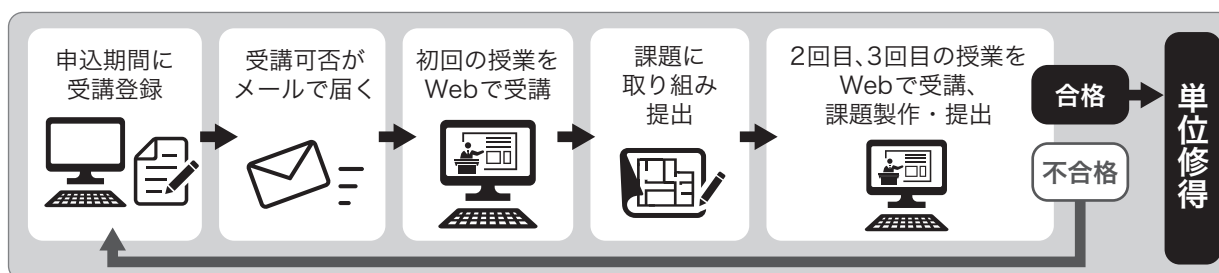 申込期間に
受講登録
受講可否が
メールで届く
初回の授業を
Webで受講
課題に
取り組み
提出
2回目、3回目の授業を
Webで受講、
課題製作・提出
合格
不合格
単位修得